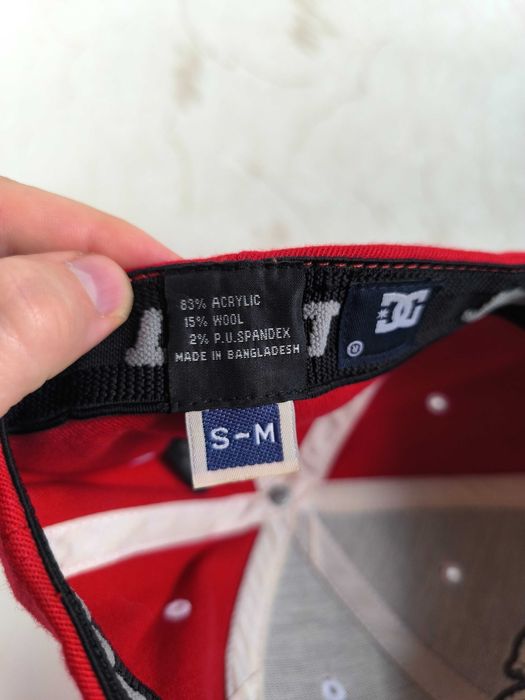 83% ACRYLIC
15% WOOL
2% P.U.SPANDEX
MADE IN BANGLADESH
DC
®
S~M